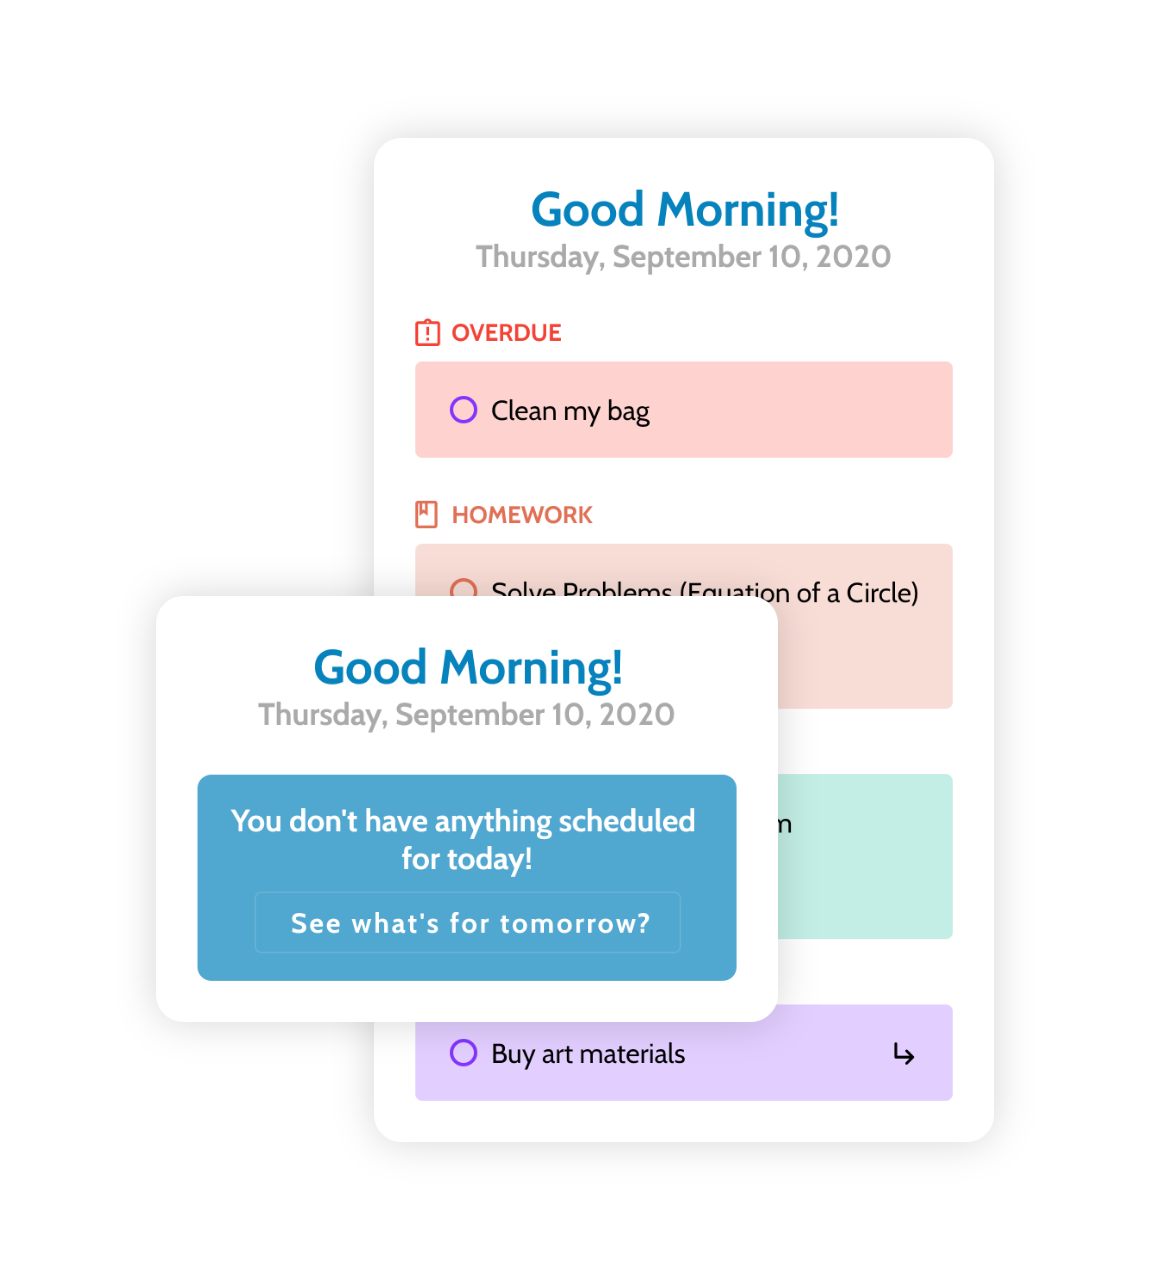 Good Morning!
Thursday, September 10, 2020
OVERDUE
Clean my bag
HOMEWORK
Solve Problems (Equation of a Circle)
Good Morning!
Thursday, September 10, 2020
You don't have anything scheduled
for today!
See what's for tomorrow?
Buy art materials